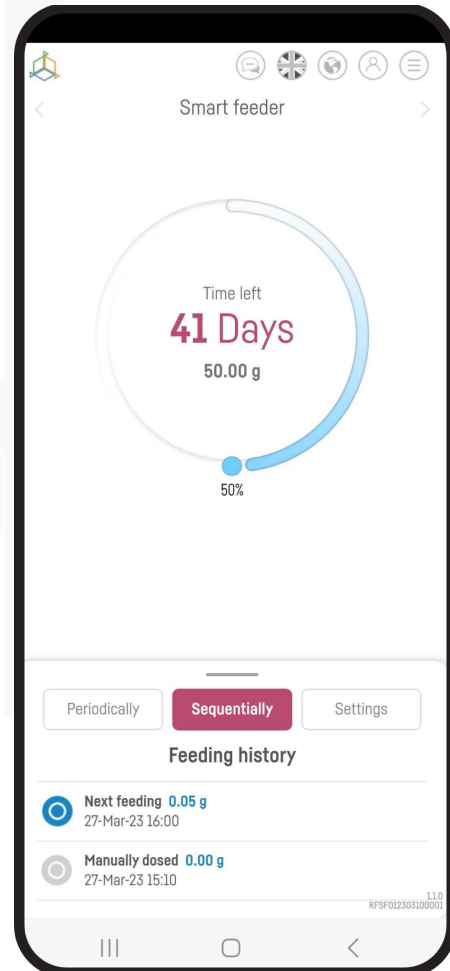 Smart feeder
Time left
41 Days
50.00 g
50%
Periodically
Sequentially
Settings
Feeding history
Next feeding 0.05 g
27-Mar-23 16:00
Manually dosed 0.00 g
27-Mar-23 15:10
1.1.0
RFSF012303100001